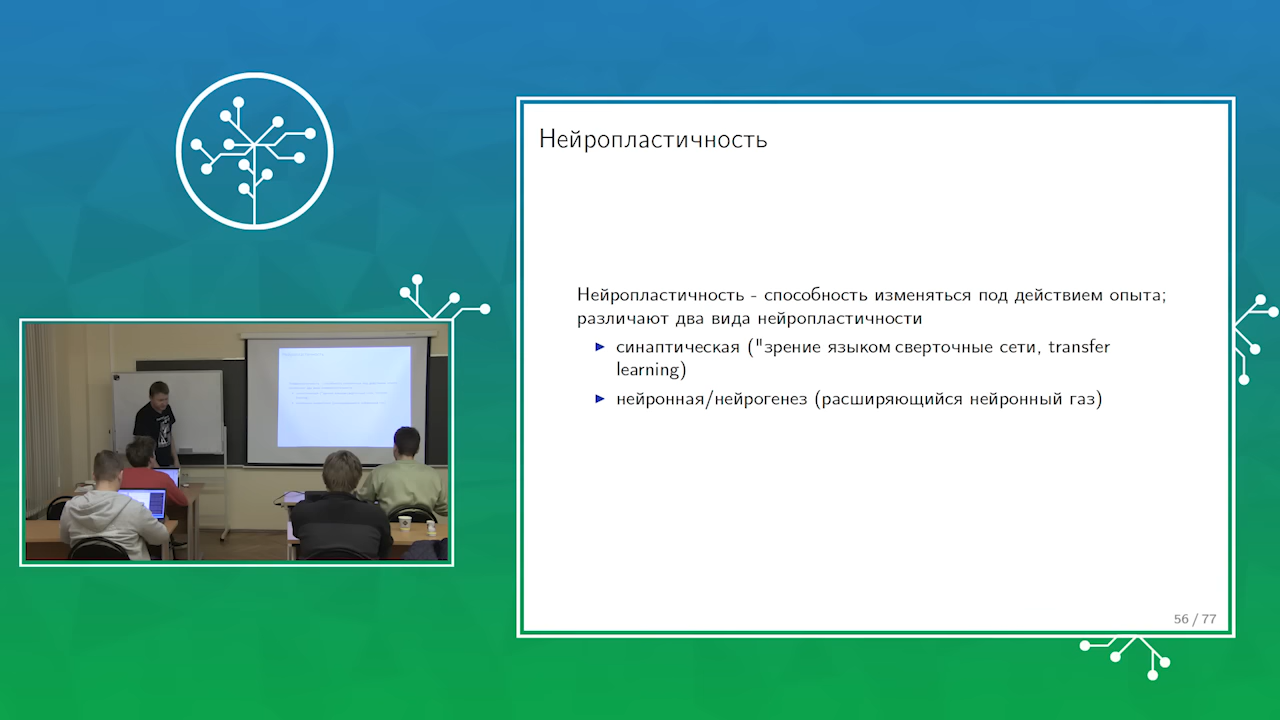 Нейропластичность
Нейропластичность - способность изменяться под действием опыта;
различают два вида нейропластичности
синаптическая ("зрение языком сверточные сети, transfer
learning)
нейронная/нейрогенез (расширяющийся нейронный газ)
56 / 77